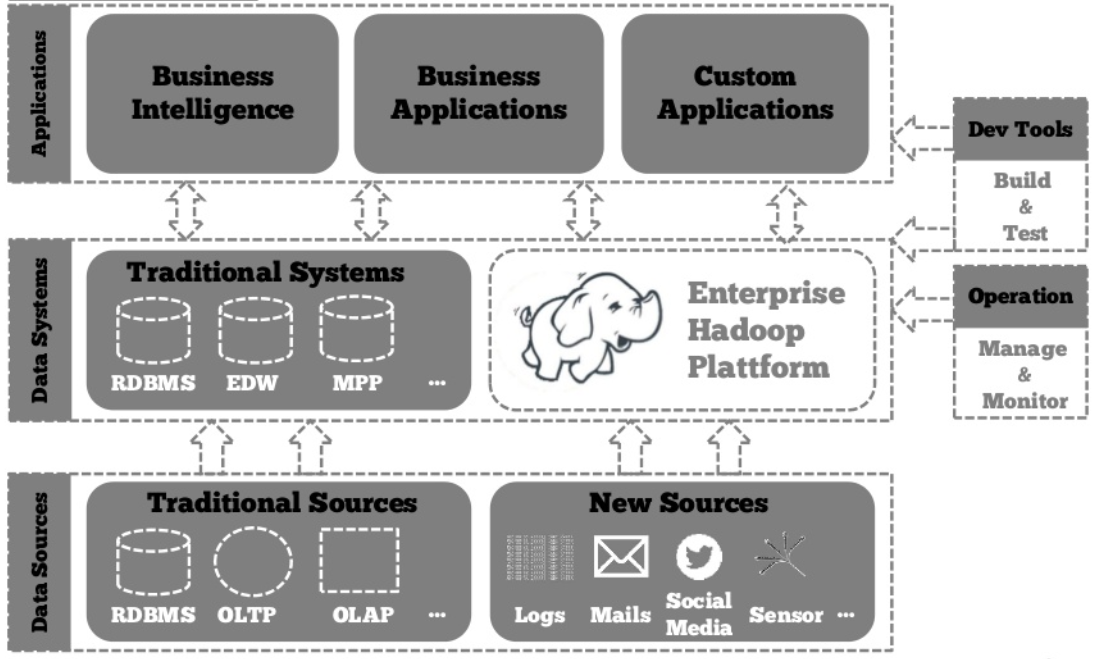 Applications
Business
Intelligence
Business
Applications
Custom
Applications
Dev Tools
Build
&
Test
Data Systems
Traditional Systems
RDBMS
EDW
MPP
...
Enterprise
Hadoop
Plattform
Operation
Manage
&
Monitor
Data Sources
Traditional Sources
RDBMS
OLTP
OLAP
...
New Sources
Logs
Mails
Social
Media
Sensor
...